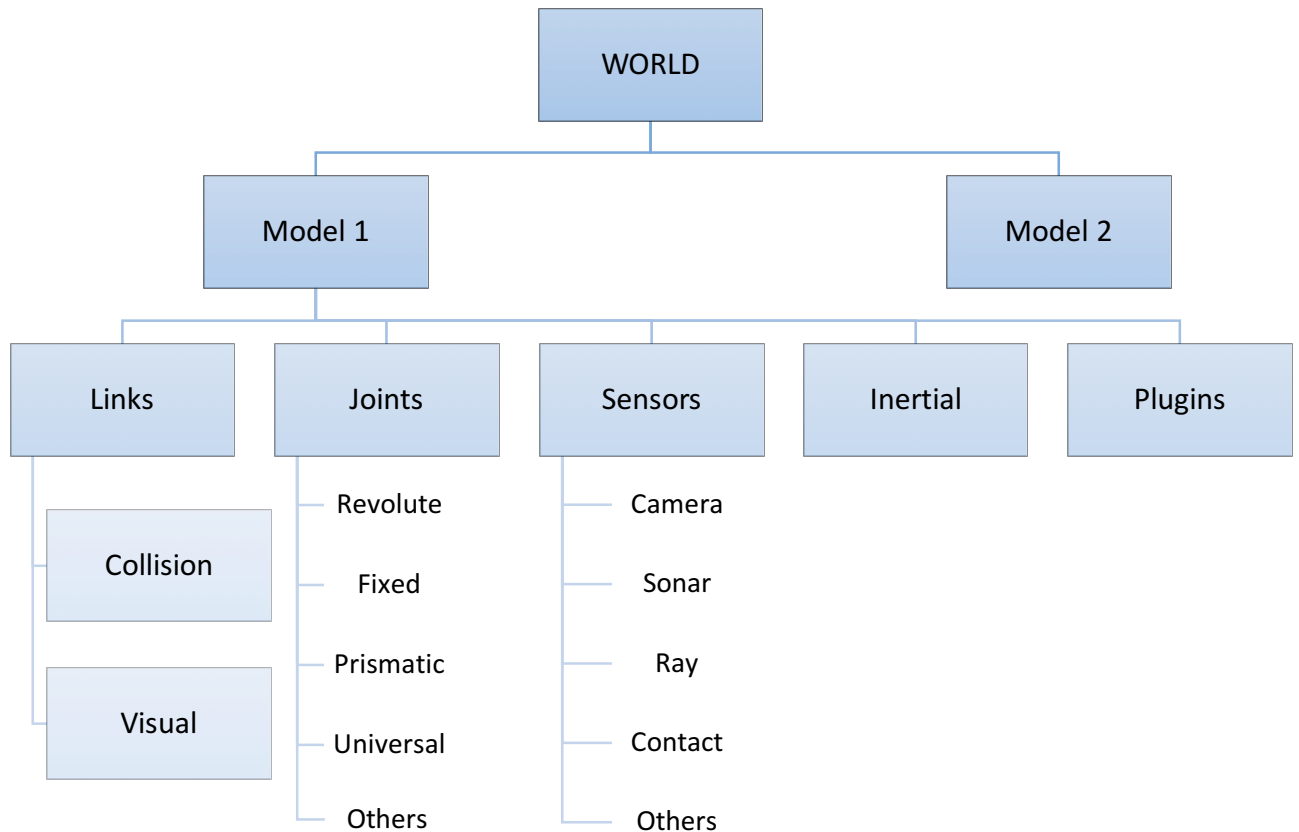 WORLD
Model 1
Model 2
Links
Joints
Sensors
Inertial
Plugins
Collision
Visual
Revolute
Fixed
Prismatic
Universal
Others
Camera
Sonar
Ray
Contact
Others